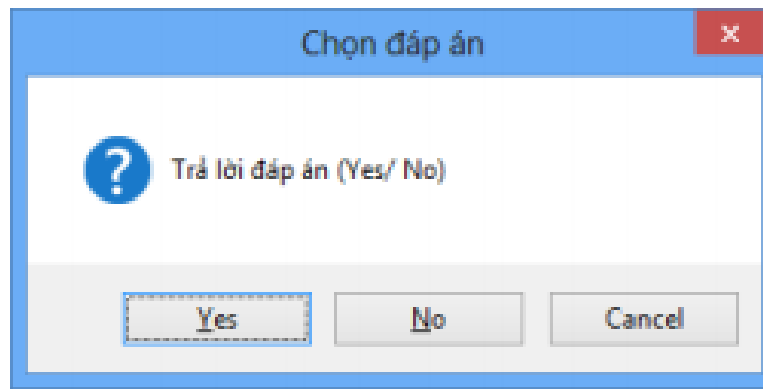 Chọn đáp án
Trả lời đáp án (Yes/ No)
Yes
No
Cancel